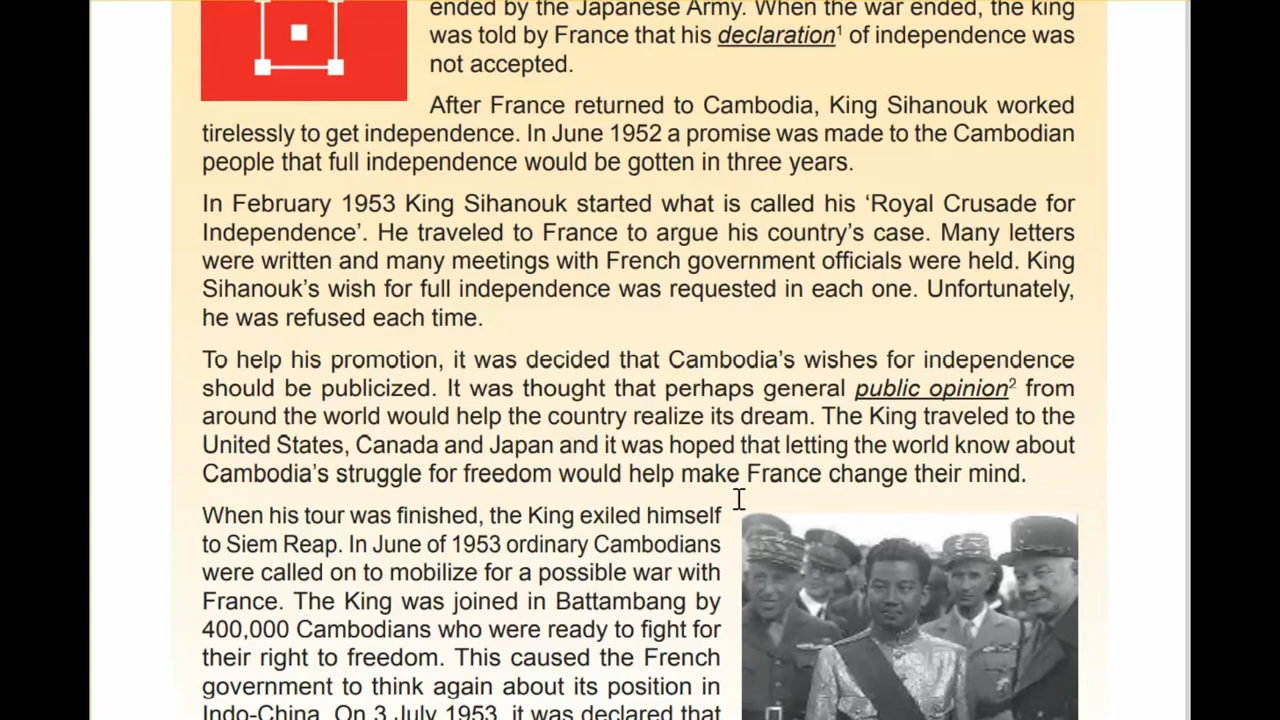 ended by the Japanese Army. When the war ended, the king
was told by France that his declaration¹ of independence was
not accepted.
After France returned to Cambodia, King Sihanouk worked
tirelessly to get independence. In June 1952 a promise was made to the Cambodian
people that full independence would be gotten in three years.
In February 1953 King Sihanouk started what is called his ‘Royal Crusade for
Independence’. He traveled to France to argue his country’s case. Many letters
were written and many meetings with French government officials were held. King
Sihanouk’s wish for full independence was requested in each one. Unfortunately,
he was refused each time.
To help his promotion, it was decided that Cambodia’s wishes for independence
should be publicized. It was thought that perhaps general public opinion² from
around the world would help the country realize its dream. The King traveled to the
United States, Canada and Japan and it was hoped that letting the world know about
Cambodia’s struggle for freedom would help make France change their mind.
When his tour was finished, the King exiled himself
to Siem Reap. In June of 1953 ordinary Cambodians
were called on to mobilize for a possible war with
France. The King was joined in Battambang by
400,000 Cambodians who were ready to fight for
their right to freedom. This caused the French
government to think again about its position in
Indo-China. On 3 July 1953, it was declared that